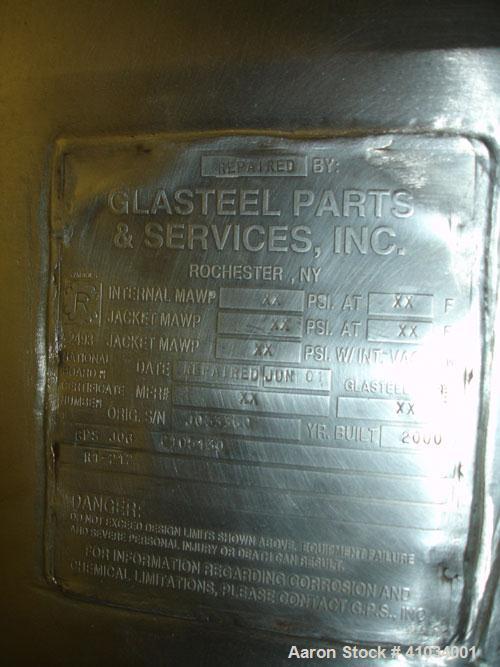 REPAIRED BY:
GLASTEEL PARTS
& SERVICES, INC.
ROCHESTER, NY
INTERNAL MAWP XX PSI. AT XX F
R JACKET MAWP XX PSI. AT XX F
2493 JACKET MAWP XX PSI. W/INT. VAC
NATIONAL BOARD CERTIFICATE NUMBER
DATE REPAIRED JUN 01 GLASTEEL
MFR# XX XX
ORIG. S/N YR. BUILT 2000
GPS JOB
DANGER:
DO NOT EXCEED DESIGN LIMITS SHOWN ABOVE. EQUIPMENT FAILURE
AND SEVERE PERSONAL INJURY OR DEATH CAN RESULT.
FOR INFORMATION REGARDING CORROSION AND
CHEMICAL LIMITATIONS, PLEASE CONTACT G.P.S., INC.
Aaron Stock # 41034001